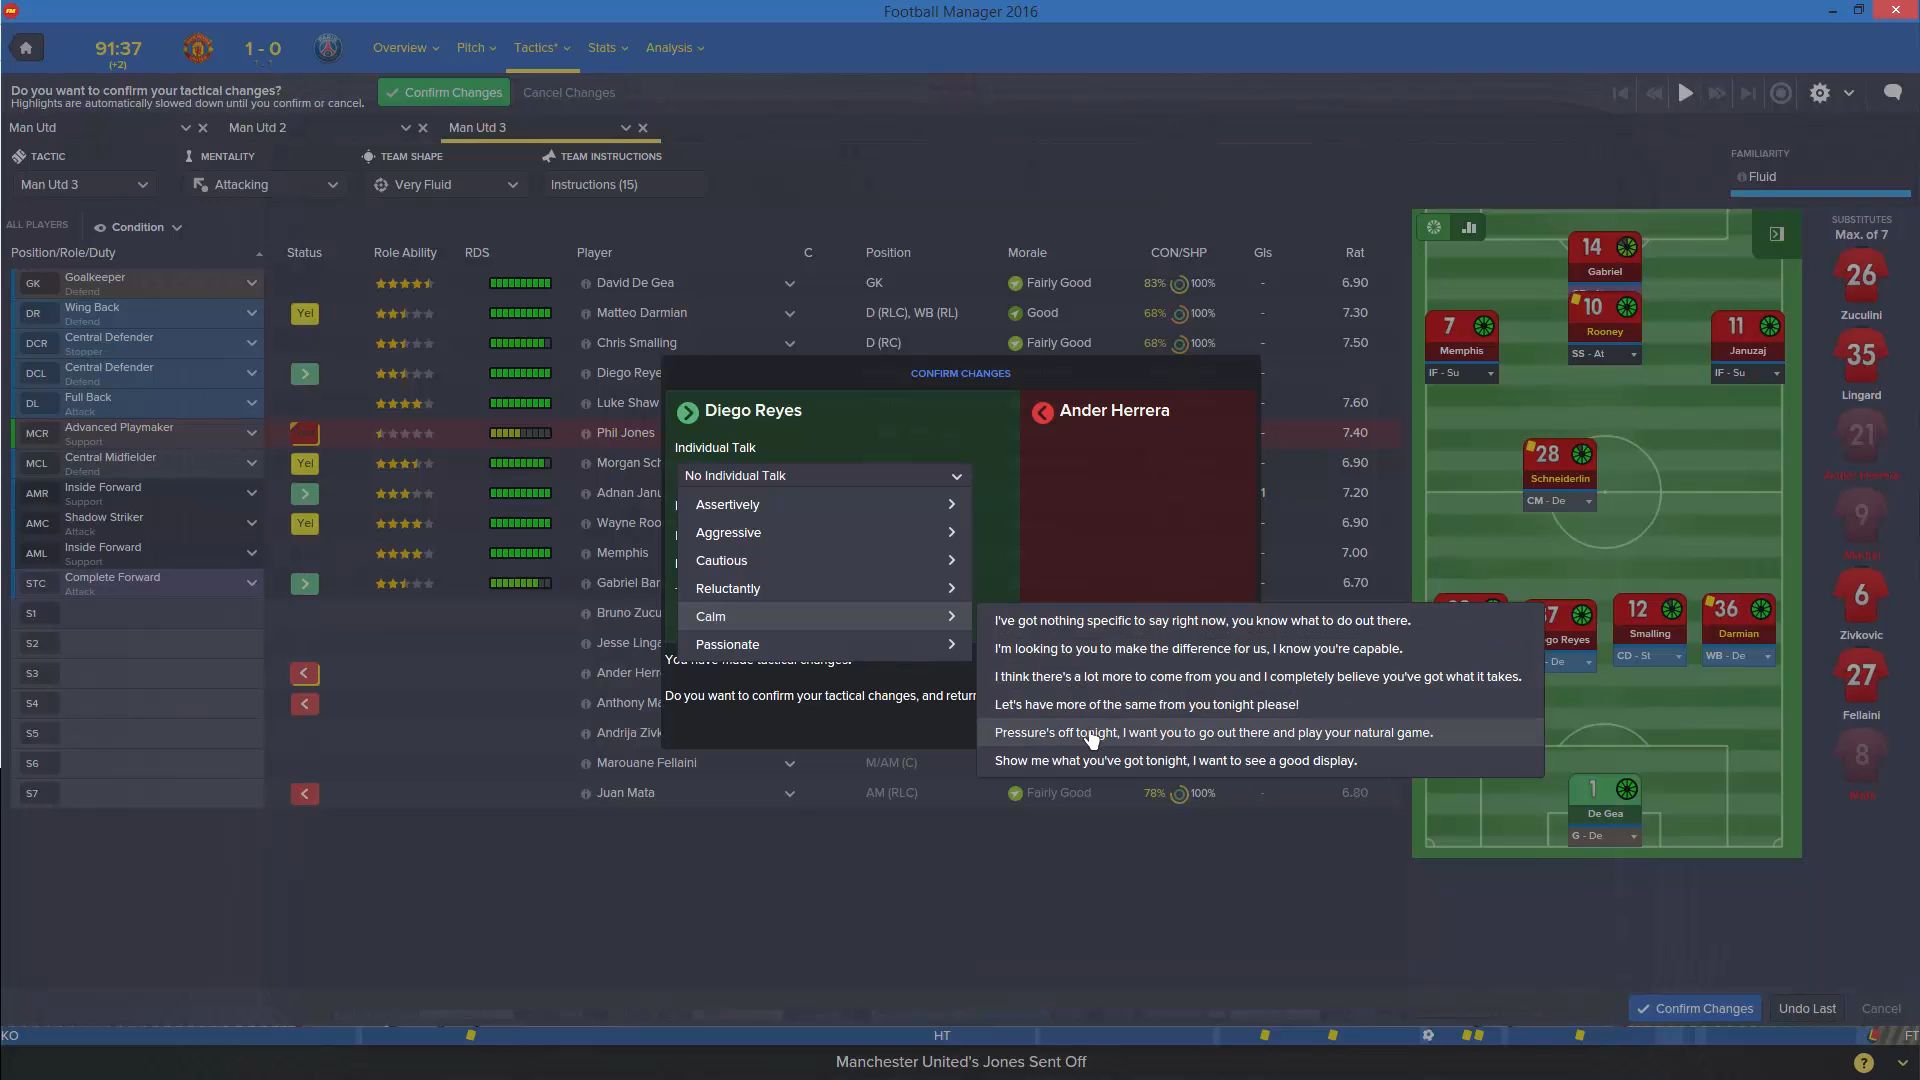 Football Manager 2016
91:37
(+2)
1 - 0
Overview
Pitch
Tactics*
Stats
Analysis
Do you want to confirm your tactical changes?
Highlights are automatically slowed down until you confirm or cancel.
Confirm Changes
Cancel Changes
Man Utd
Man Utd 2
Man Utd 3
TACTIC
MENTALITY
TEAM SHAPE
TEAM INSTRUCTIONS
FAMILIARITY
Man Utd 3
Attacking
Very Fluid
Instructions (15)
Fluid
ALL PLAYERS
Condition
SUBSTITUTES
Max. of 7
Position/Role/Duty
Status
Role Ability
RDS
Player
C
Position
Morale
CON/SHP
Gls
Rat
GK Goalkeeper Defend David De Gea GK Fairly Good 83% 100% - 6.90
DR Wing Back Defend Yel Matteo Darmian D (RLC), WB (RL) Good 68% 100% - 7.30
DCR Central Defender Stopper Chris Smalling D (RC) Fairly Good 68% 100% - 7.50
DCL Central Defender Defend Diego Reye -
DL Full Back Attack Luke Shaw - 7.60
MCR Advanced Playmaker Support Phil Jones - 7.40
MCL Central Midfielder Defend Yel Morgan Sch - 6.90
AMR Inside Forward Support Adnan Janu 1 7.20
AMC Shadow Striker Attack Yel Wayne Roo - 6.90
AML Inside Forward Support Memphis - 7.00
STC Complete Forward Attack Gabriel Bar - 6.70
S1 Bruno Zucu
S2 Jesse Linga
S3 Ander Herr
S4 Anthony Ma
S5 Andrija Zivk
S6 Marouane Fellaini M/AM (C)
S7 Juan Mata AM (RLC) Fairly Good 78% 100% - 6.80
CONFIRM CHANGES
Diego Reyes
Ander Herrera
Individual Talk
No Individual Talk
Assertively
Aggressive
Cautious
Reluctantly
Calm
Passionate
You have made tactical changes.
Do you want to confirm your tactical changes, and return
I've got nothing specific to say right now, you know what to do out there.
I'm looking to you to make the difference for us, I know you're capable.
I think there's a lot more to come from you and I completely believe you've got what it takes.
Let's have more of the same from you tonight please!
Pressure's off tonight, I want you to go out there and play your natural game.
Show me what you've got tonight, I want to see a good display.
14
Gabriel
10
Rooney
SS - At
7
Memphis
IF - Su
11
Januzaj
IF - Su
28
Schneiderlin
CM - De
37
go Reyes
- De
12
Smalling
CD - St
36
Darmian
WB - De
1
De Gea
G - De
26
Zuculini
35
Lingard
21
Ander Herrera
9
6
Zivkovic
27
Fellaini
8
Mata
Confirm Changes
Undo Last
Cancel
KO
HT
FT
Manchester United's Jones Sent Off
?